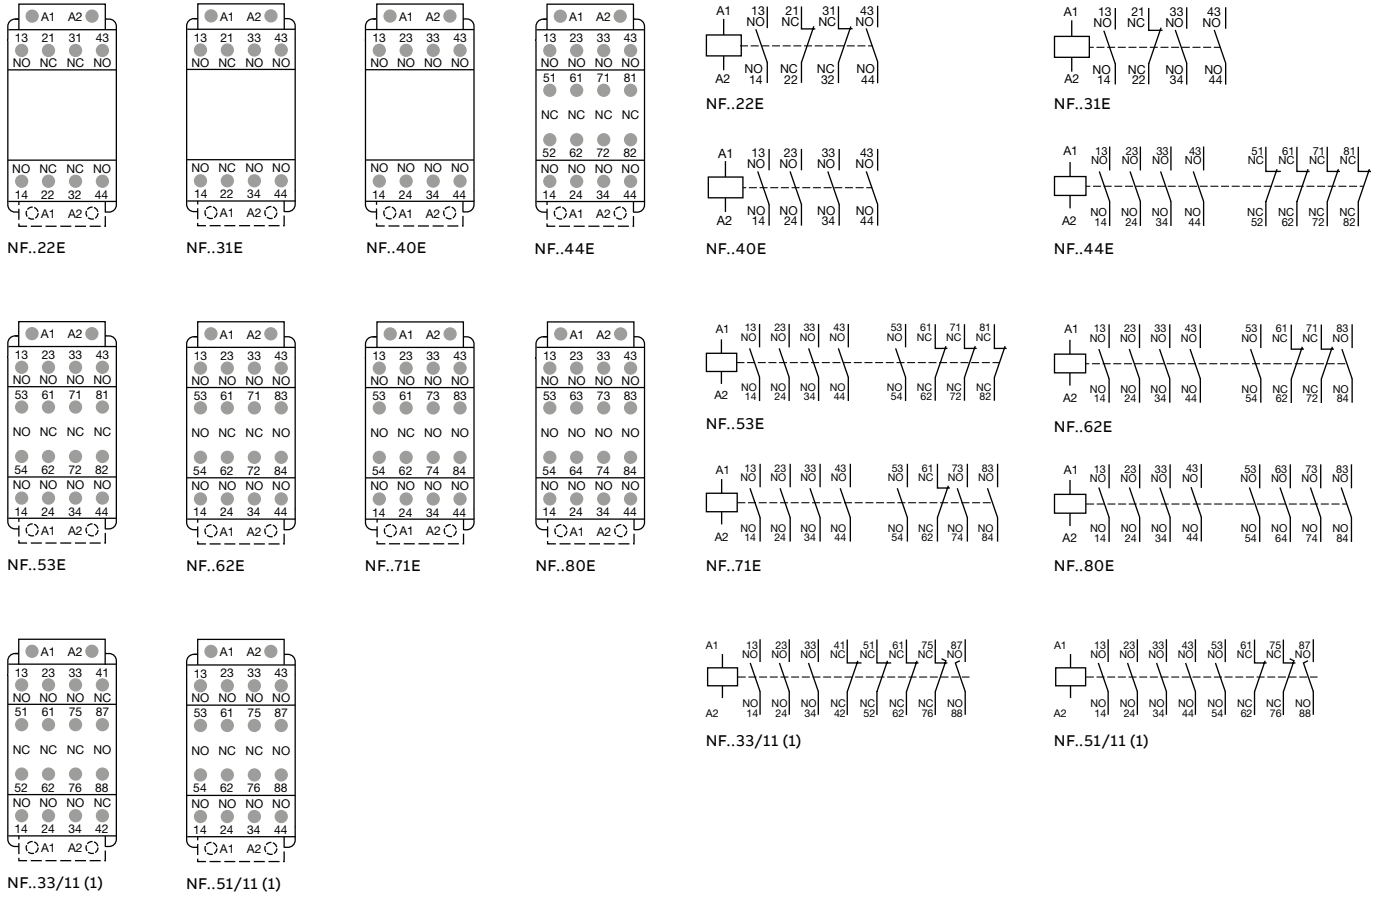 A1 A2
13 21 31 43
NO NC NC NO
NO NC NC NO
14 22 32 44
A1 A2
NF..22E
A1 A2
13 21 33 43
NO NC NO NO
NO NC NO NO
14 22 34 44
A1 A2
NF..31E
A1 A2
13 23 33 43
NO NO NO NO
NO NO NO NO
14 24 34 44
A1 A2
NF..40E
A1 A2
13 23 33 43
NO NO NO NO
51 61 71 81
NC NC NC NC
52 62 72 82
NO NO NO NO
14 24 34 44
A1 A2
NF..44E
A1 13 21 31 43
NO NC NC NO
NO NC NC NO
A2 14 22 32 44
NF..22E
A1 13 21 33 43
NO NC NO NO
NO NC NO NO
A2 14 22 34 44
NF..31E
A1 13 23 33 43
NO NO NO NO
NO NO NO NO
A2 14 24 34 44
NF..40E
A1 13 23 33 43 51 61 71 81
NO NO NO NO NC NC NC NC
NO NO NO NO NC NC NC NC
A2 14 24 34 44 52 62 72 82
NF..44E
A1 A2
13 23 33 43
NO NO NO NO
53 61 71 81
NO NC NC NC
54 62 72 82
NO NO NO NO
14 24 34 44
A1 A2
NF..53E
A1 A2
13 23 33 43
NO NO NO NO
53 61 71 83
NO NC NC NO
54 62 72 84
NO NO NO NO
14 24 34 44
A1 A2
NF..62E
A1 A2
13 23 33 43
NO NO NO NO
53 61 73 83
NO NC NO NO
54 62 74 84
NO NO NO NO
14 24 34 44
A1 A2
NF..71E
A1 A2
13 23 33 43
NO NO NO NO
53 63 73 83
NO NO NO NO
54 64 74 84
NO NO NO NO
14 24 34 44
A1 A2
NF..80E
A1 13 23 33 43 53 61 71 81
NO NO NO NO NO NC NC NC
NO NO NO NO NO NC NC NC
A2 14 24 34 44 54 62 72 82
NF..53E
A1 13 23 33 43 53 61 71 83
NO NO NO NO NO NC NC NO
NO NO NO NO NO NC NC NO
A2 14 24 34 44 54 62 72 84
NF..62E
A1 13 23 33 43 53 61 73 83
NO NO NO NO NO NC NO NO
NO NO NO NO NO NC NO NO
A2 14 24 34 44 54 62 74 84
NF..71E
A1 13 23 33 43 53 63 73 83
NO NO NO NO NO NO NO NO
NO NO NO NO NO NO NO NO
A2 14 24 34 44 54 64 74 84
NF..80E
A1 A2
13 23 33 41
NO NO NO NC
51 61 75 87
NC NC NC NO
52 62 76 88
NO NO NO NC
14 24 34 42
A1 A2
NF..33/11 (1)
A1 A2
13 23 33 43
NO NO NO NO
53 61 75 87
NO NC NC NO
54 62 76 88
NO NO NO NO
14 24 34 44
A1 A2
NF..51/11 (1)
A1 13 23 33 41 51 61 75 87
NO NO NO NC NC NC NC NO
NO NO NO NC NC NC NC NO
A2 14 24 34 42 52 62 76 88
NF..33/11 (1)
A1 13 23 33 43 53 61 75 87
NO NO NO NO NO NC NC NO
NO NO NO NO NO NC NC NO
A2 14 24 34 44 54 62 76 88
NF..51/11 (1)